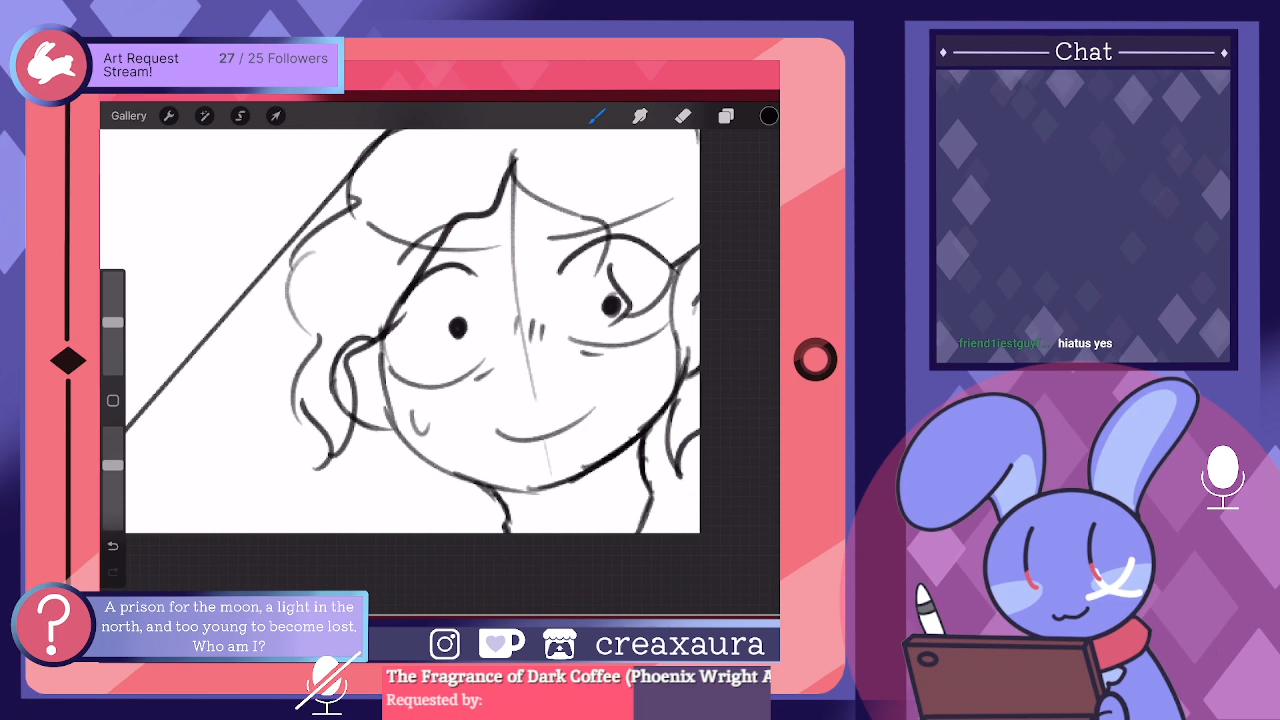 Art Request
Stream!
27 / 25 Followers
Chat
Gallery
friend1iestguy
hiatus yes
A prison for the moon, a light in the
north, and too young to become lost.
Who am I?
creaxaura
The Fragrance of Dark Coffee (Phoenix Wright A
Requested by: